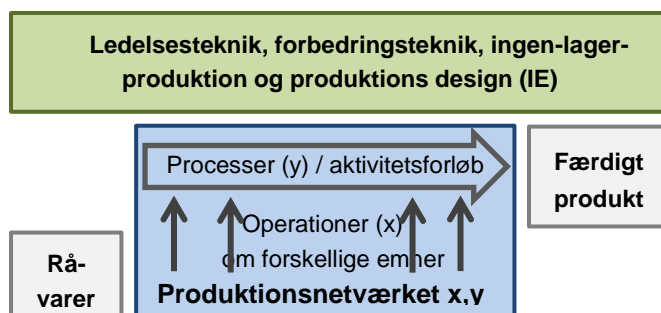 Ledelsesteknik, forbedringsteknik, ingen-lager-
produktion og produktions design (IE)
Processer (y) / aktivitetsforløb
Færdigt
produkt
Operationer (x)
om forskellige emner
Rå-
varer
Produktionsnetværket x,y